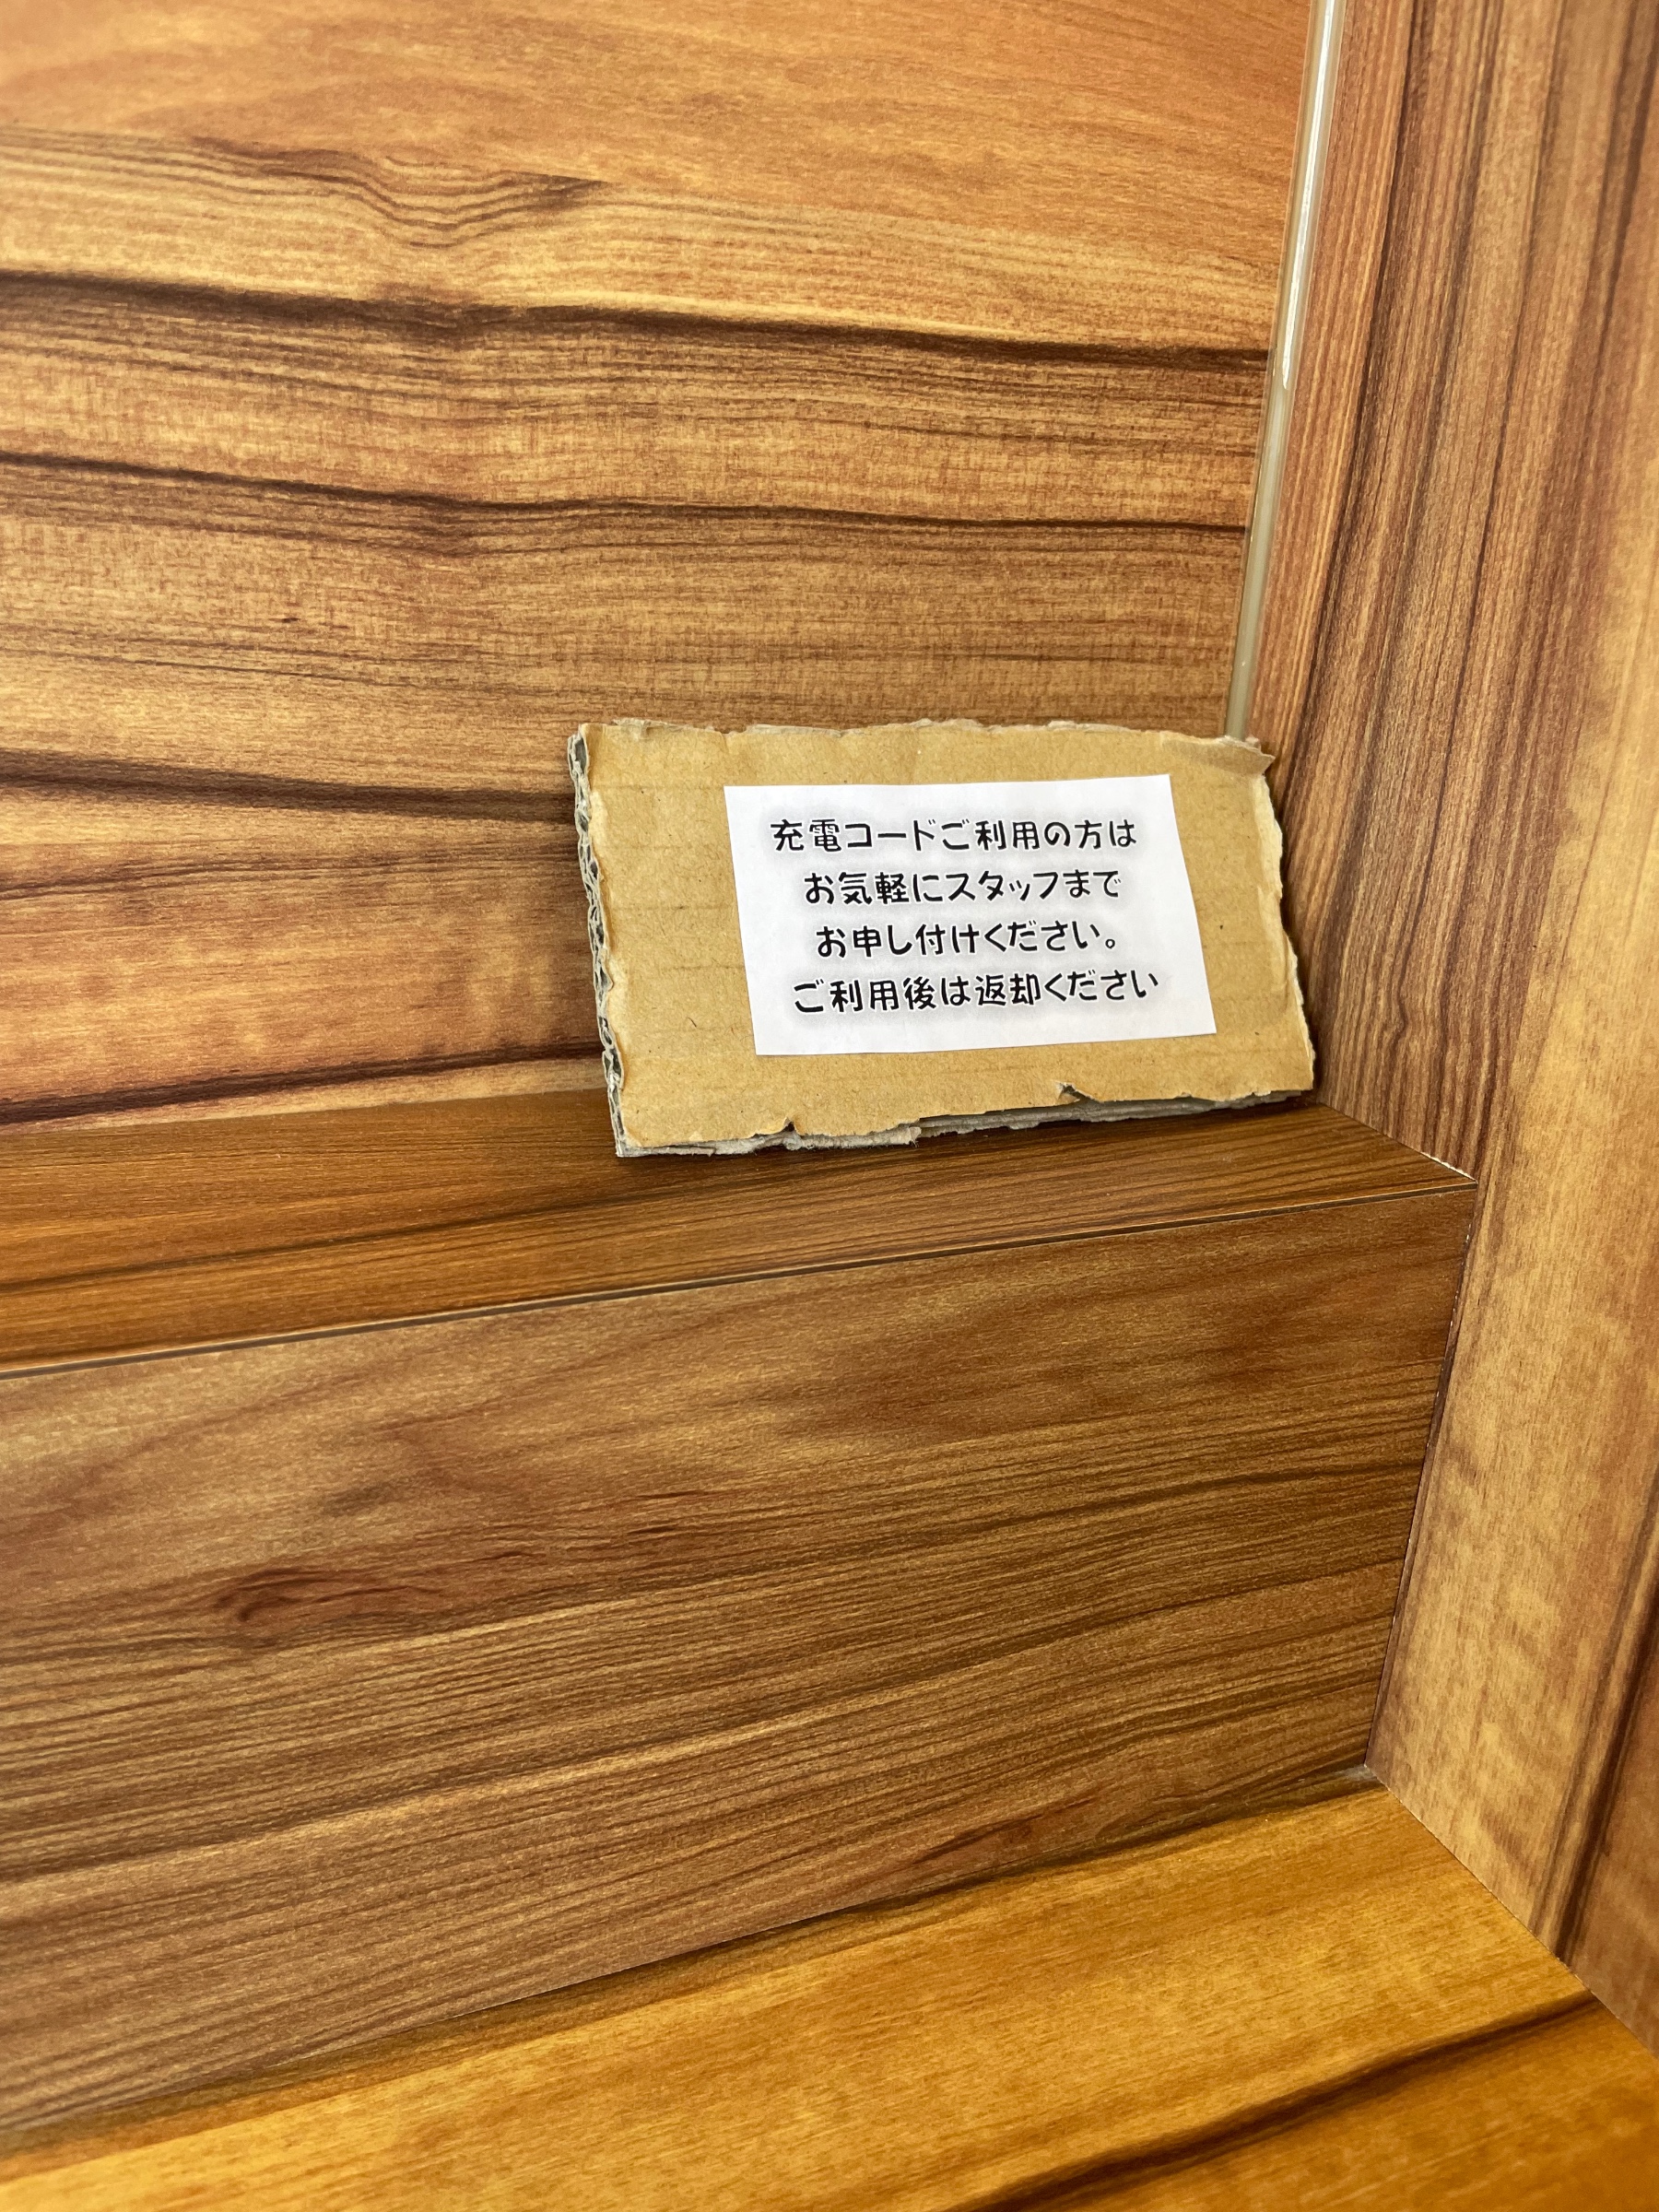 充電コードご利用の方は
お気軽にスタッフまで
お申し付けください。
ご利用後は返却ください